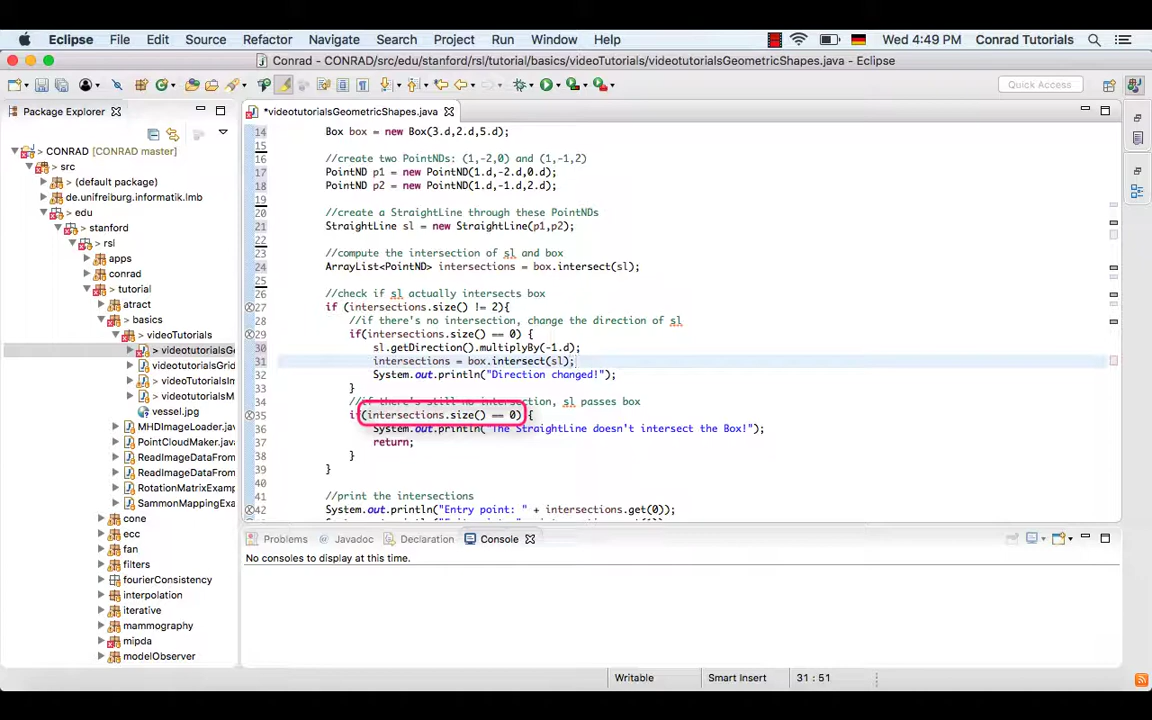 Eclipse File Edit Source Refactor Navigate Search Project Run Window Help Wed 4:49 PM Conrad Tutorials
Conrad - CONRAD/src/edu/stanford/rsl/tutorial/basics/videoTutorials/videotutorialsGeometricShapes.java - Eclipse
Quick Access
Package Explorer
> CONRAD [CONRAD master]
> src
> (default package)
de.unifreiburg.informatik.lmb
> edu
> stanford
> rsl
> apps
> conrad
> tutorial
> atract
> basics
> videoTutorials
> videotutorialsGe
videotutorialsGrid
> videoTutorialsIm
> videotutorialsM
vessel.jpg
MHDImageLoader.jav
PointCloudMaker.java
ReadImageDataFrom
ReadImageDataFrom
RotationMatrixExamp
SammonMappingExa
> cone
> ecc
> fan
> filters
> fourierConsistency
> interpolation
> iterative
> mammography
> mipda
> modelObserver
*videotutorialsGeometricShapes.java
14 Box box = new Box(3.d,2.d,5.d);
15
16 //create two PointNDs: (1,-2,0) and (1,-1,2)
17 PointND p1 = new PointND(1.d,-2.d,0.d);
18 PointND p2 = new PointND(1.d,-1.d,2.d);
19
20 //create a StraightLine through these PointNDs
21 StraightLine sl = new StraightLine(p1,p2);
22
23 //compute the intersection of sl and box
24 ArrayList<PointND> intersections = box.intersect(sl);
25
26 //check if sl actually intersects box
27 if (intersections.size() != 2){
28 //if there's no intersection, change the direction of sl
29 if(intersections.size() == 0) {
30 sl.getDirection().multiplyBy(-1.d);
31 intersections = box.intersect(sl);
32 System.out.println("Direction changed!");
33 }
34 //if there's still no intersection, sl passes box
35 if(intersections.size() == 0) {
36 System.out.println("The StraightLine doesn't intersect the Box!");
37 return;
38 }
39 }
40
41 //print the intersections
42 System.out.println("Entry point: " + intersections.get(0));
Problems Javadoc Declaration Console
No consoles to display at this time.
Writable Smart Insert 31 : 51